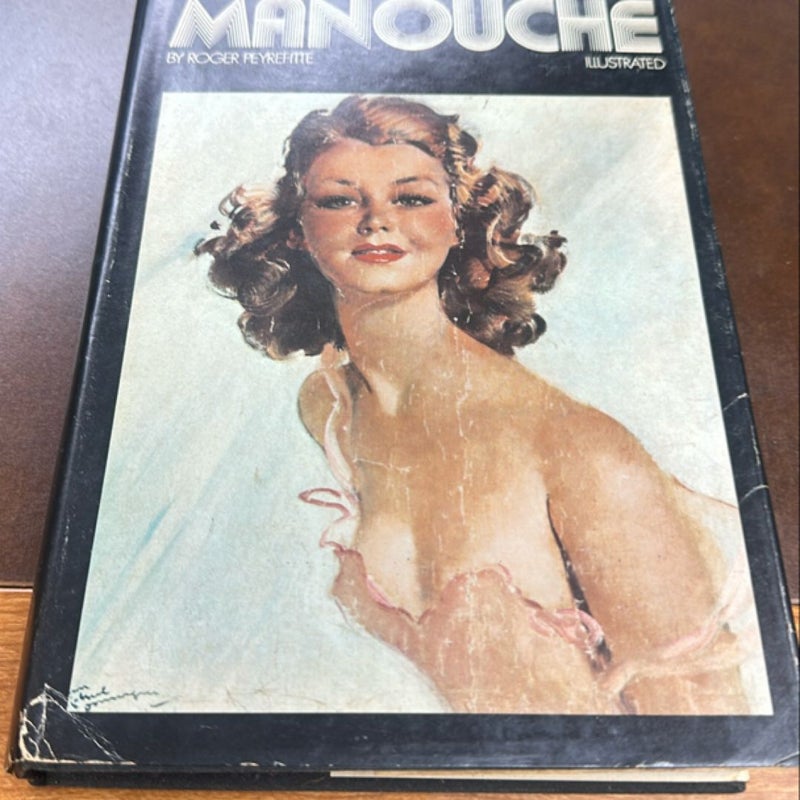 MANOUCHE
BY ROGER PEYREFITTE
ILLUSTRATED